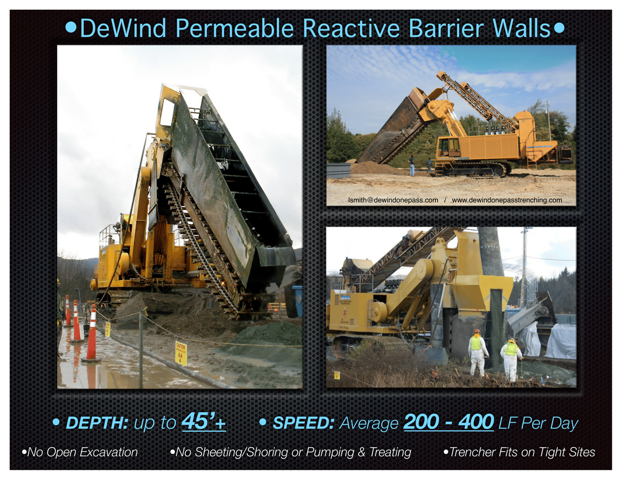 •DeWind Permeable Reactive Barrier Walls•
lsmith@dewindonepass.com / www.dewindonepasstrenching.com
• DEPTH: up to 45'+ • SPEED: Average 200 - 400 LF Per Day
•No Open Excavation •No Sheeting/Shoring or Pumping & Treating •Trencher Fits on Tight Sites